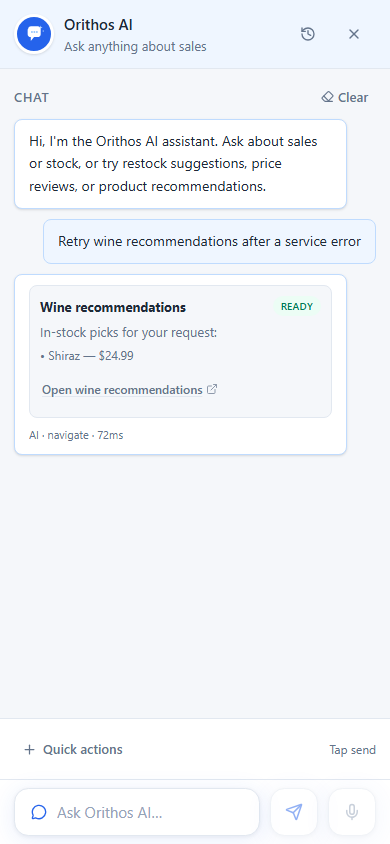 Orithos AI
Ask anything about sales
CHAT
Clear
Hi, I'm the Orithos AI assistant. Ask about sales
or stock, or try restock suggestions, price
reviews, or product recommendations.
Retry wine recommendations after a service error
Wine recommendations
READY
In-stock picks for your request:
• Shiraz — $24.99
Open wine recommendations
AI · navigate · 72ms
Quick actions
Tap send
Ask Orithos AI...